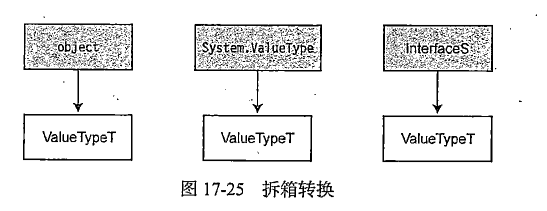 object System.ValueType InterfaceS
ValueTypeT ValueTypeT ValueTypeT
图 17-25 拆箱转换